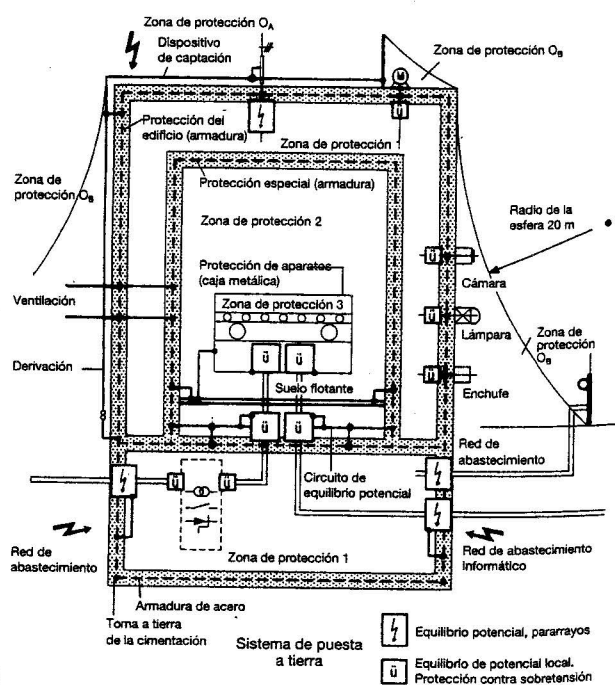 Zona de protección OA
Dispositivo
de captación
Zona de protección OB
M
ü
Protección del
edificio (armadura)
Zona de protección 1
Protección especial (armadura)
Zona de
protección OB
Zona de protección 2
Radio de la
esfera 20 m
ü
Cámara
Protección de aparatos
(caja metálica)
Zona de protección 3
Ventilación
ü
Lámpara
Zona de
protección OB
ü ü
Derivación
Suelo flotante
ü
Enchufe
ü ü
Red de
abastecimiento
Circuito de
equilibrio potencial
ü ü
Red de
abastecimiento
Zona de protección 1
Red de abastecimiento
Informático
Armadura de acero
Toma a tierra
de la cimentación
Sistema de puesta
a tierra
Equilibrio potencial, pararrayos
ü
Equilibrio de potencial local.
Protección contra sobretensión